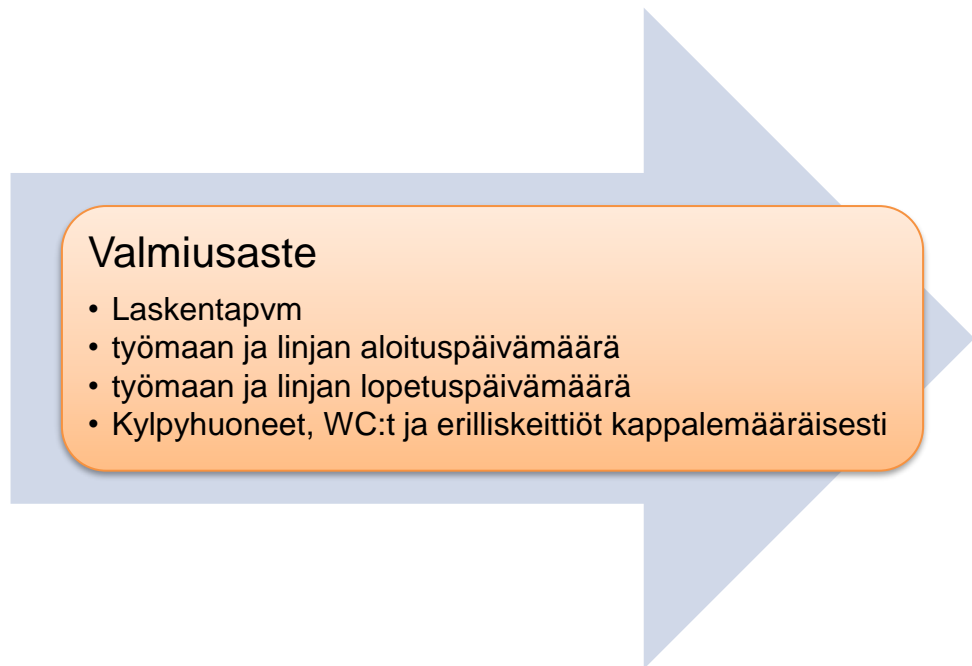 Valmiusaste
• Laskentapvm
• työmaan ja linjan aloituspäivämäärä
• työmaan ja linjan lopetuspäivämäärä
• Kylpyhuoneet, WC:t ja erilliskeittiöt kappalemääräisesti